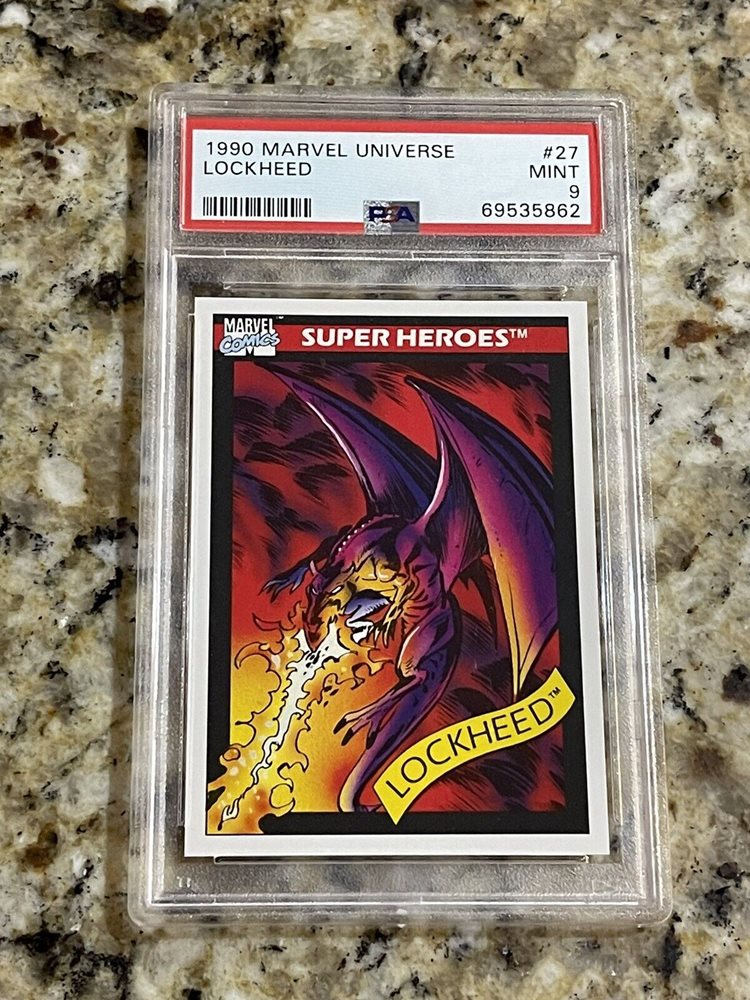 1990 MARVEL UNIVERSE #27
LOCKHEED MINT
9
PSA 69535862
MARVEL
COMICS
SUPER HEROES™
LOCKHEED™